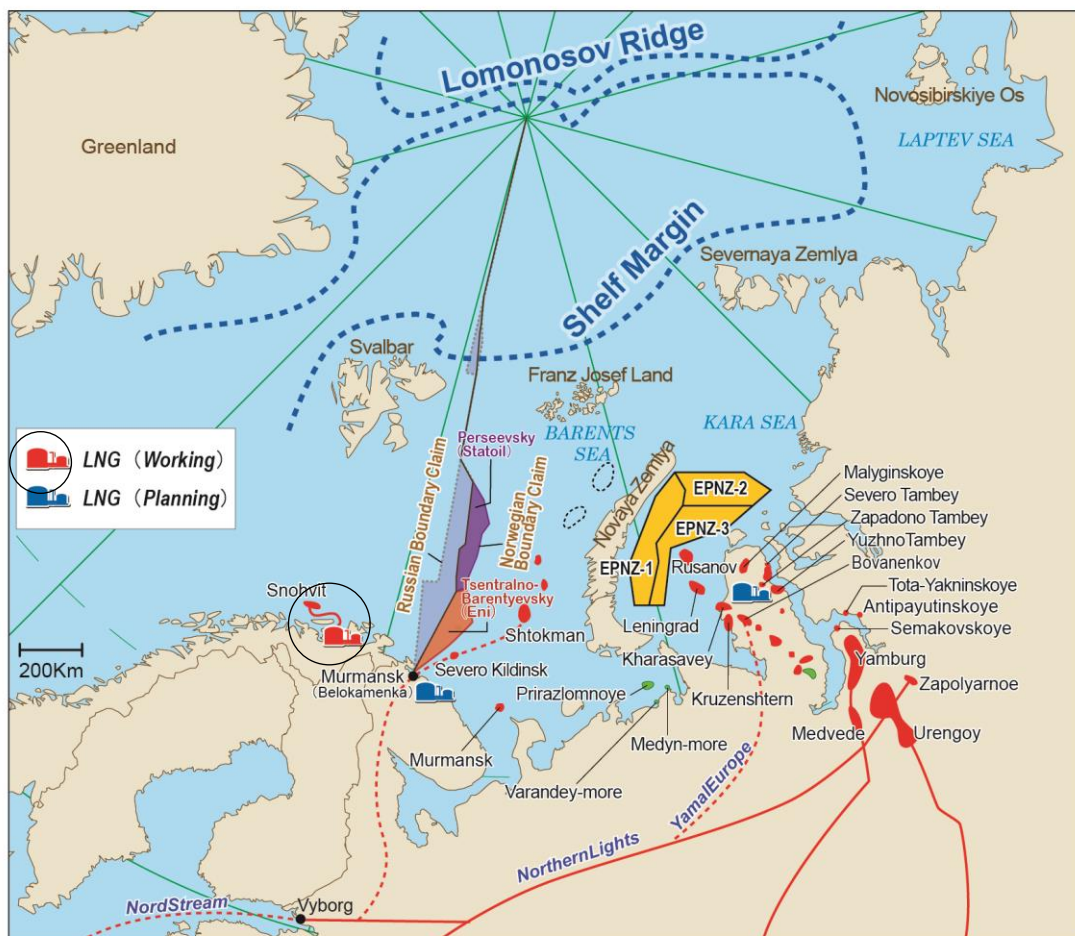 Lomonosov Ridge
Novosibirskiye Os
Greenland
LAPTEV SEA
Shelf Margin
Severnaya Zemlya
Svalbar
Franz Josef Land
KARA SEA
BARENTS
SEA
LNG (Working)
LNG (Planning)
Russian Boundary Claim
Perseevsky
(Statoil)
Norwegian
Boundary Claim
Novaya Zemlya
EPNZ-2
EPNZ-3
EPNZ-1
Malyginskoye
Severo Tambey
Zapadono Tambey
YuzhnoTambey
Bovanenkov
Tota-Yakninskoye
Antipayutinskoye
Semakovskoye
Rusanov
Snohvit
Tsentralno-
Barentyevsky
(Eni)
Shtokman
Leningrad
200Km
Murmansk
(Belokamenka)
Severo Kildinsk
Kharasavey
Yamburg
Zapolyarnoe
Prirazlomnoye
Kruzenshtern
Murmansk
Medyn-more
Medvede
Urengoy
Varandey-more
YamalEurope
NorthernLights
NordStream
Vyborg